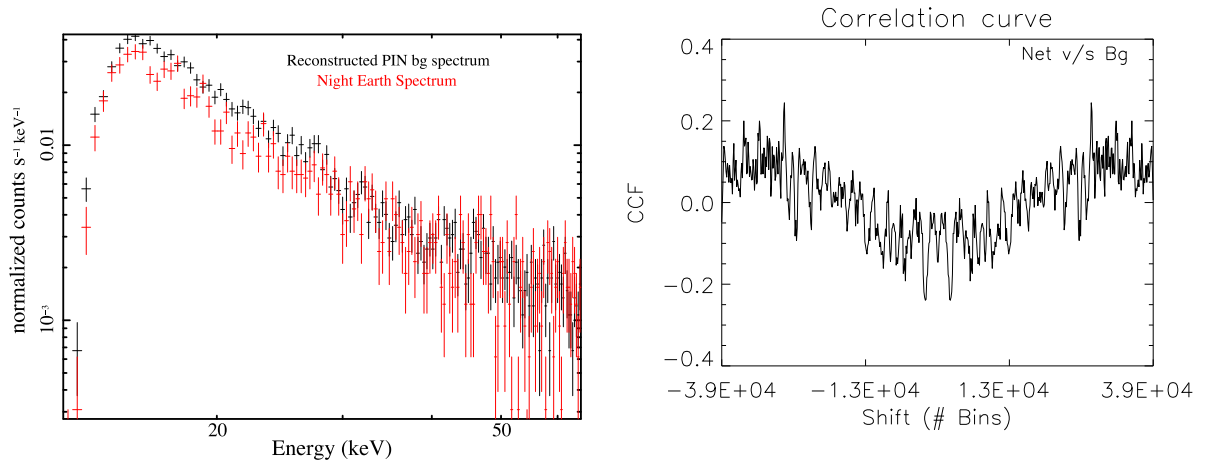 Reconstructed PIN bg spectrum
Night Earth Spectrum
normalized counts s⁻¹ keV⁻¹
0.01
10⁻³
20
50
Energy (keV)
Correlation curve
Net v/s Bg
CCF
0.4
0.2
0.0
−0.2
−0.4
−3.9E+04
−1.3E+04
1.3E+04
3.9E+04
Shift (# Bins)